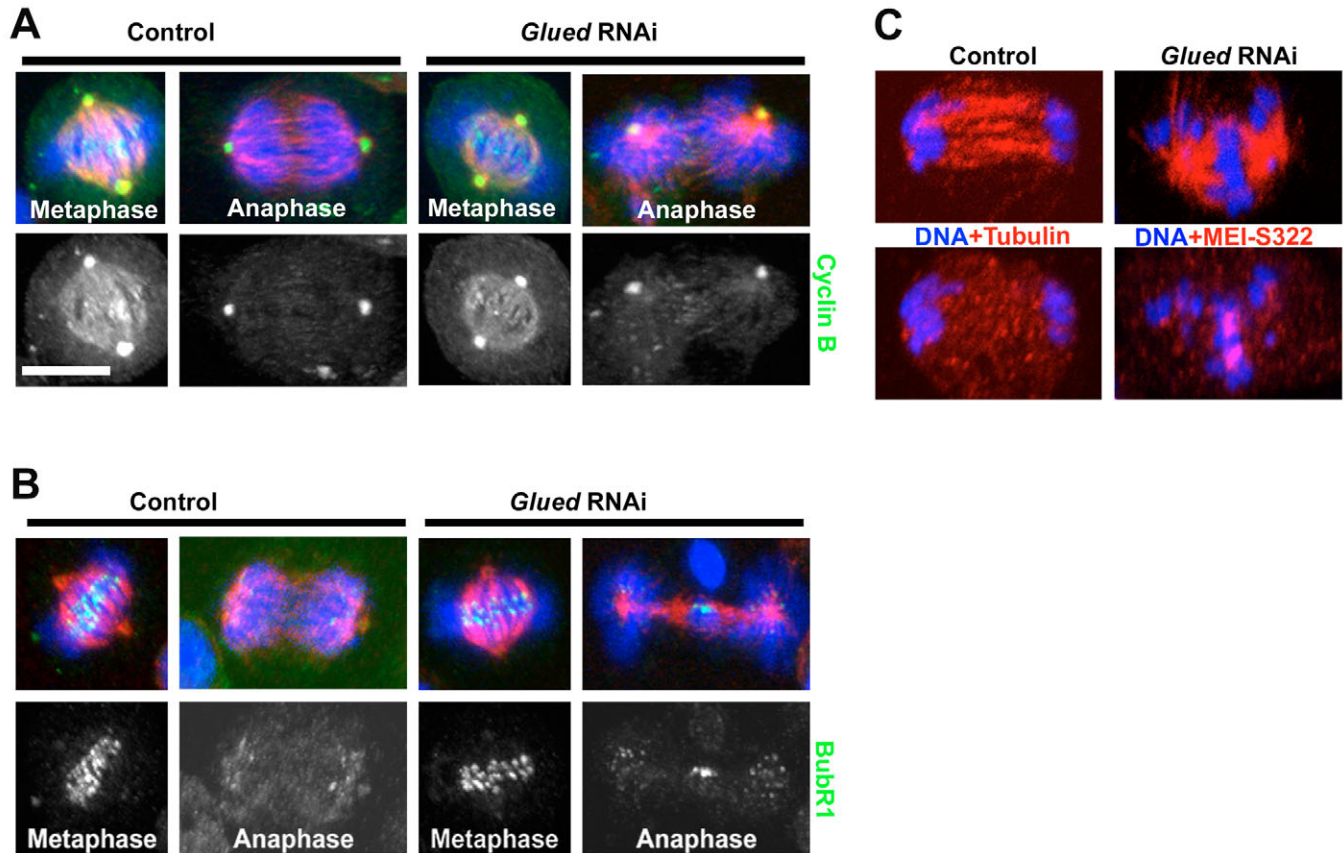 A
Control
Glued RNAi
Metaphase
Anaphase
Metaphase
Anaphase
Cyclin B
B
Control
Glued RNAi
Metaphase
Anaphase
Metaphase
Anaphase
BubR1
C
Control
Glued RNAi
DNA+Tubulin
DNA+MEI-S322